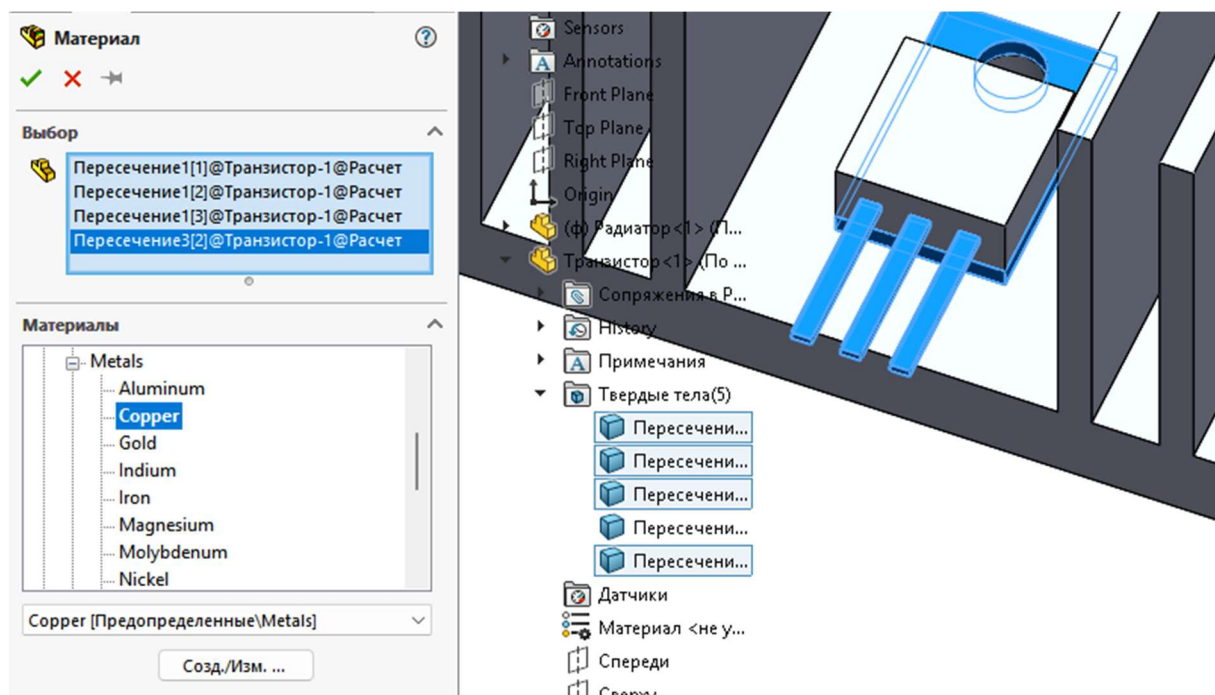 Материал
Выбор
Пересечение1[1]@Транзистор-1@Расчет
Пересечение1[2]@Транзистор-1@Расчет
Пересечение1[3]@Транзистор-1@Расчет
Пересечение3[2]@Транзистор-1@Расчет
Материалы
Metals
Aluminum
Copper
Gold
Indium
Iron
Magnesium
Molybdenum
Nickel
Copper [Предопределенные\Metals]
Созд./Изм. ...
Sensors
Annotations
Front Plane
Top Plane
Right Plane
Origin
(ф) Радиатор<1> (П...
Транзистор<1> (По ...
Сопряжения в Р...
History
Примечания
Твердые тела(5)
Пересечени...
Пересечени...
Пересечени...
Пересечени...
Пересечени...
Датчики
Материал <не у...
Спереди
Сверху